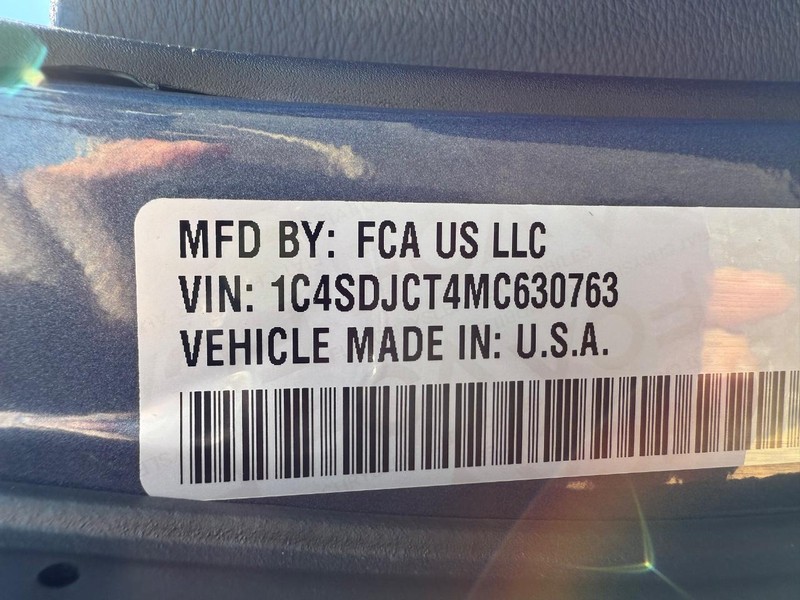 MFD BY: FCA US LLC
VIN: 1C4SDJCT4MC630763
VEHICLE MADE IN: U.S.A.